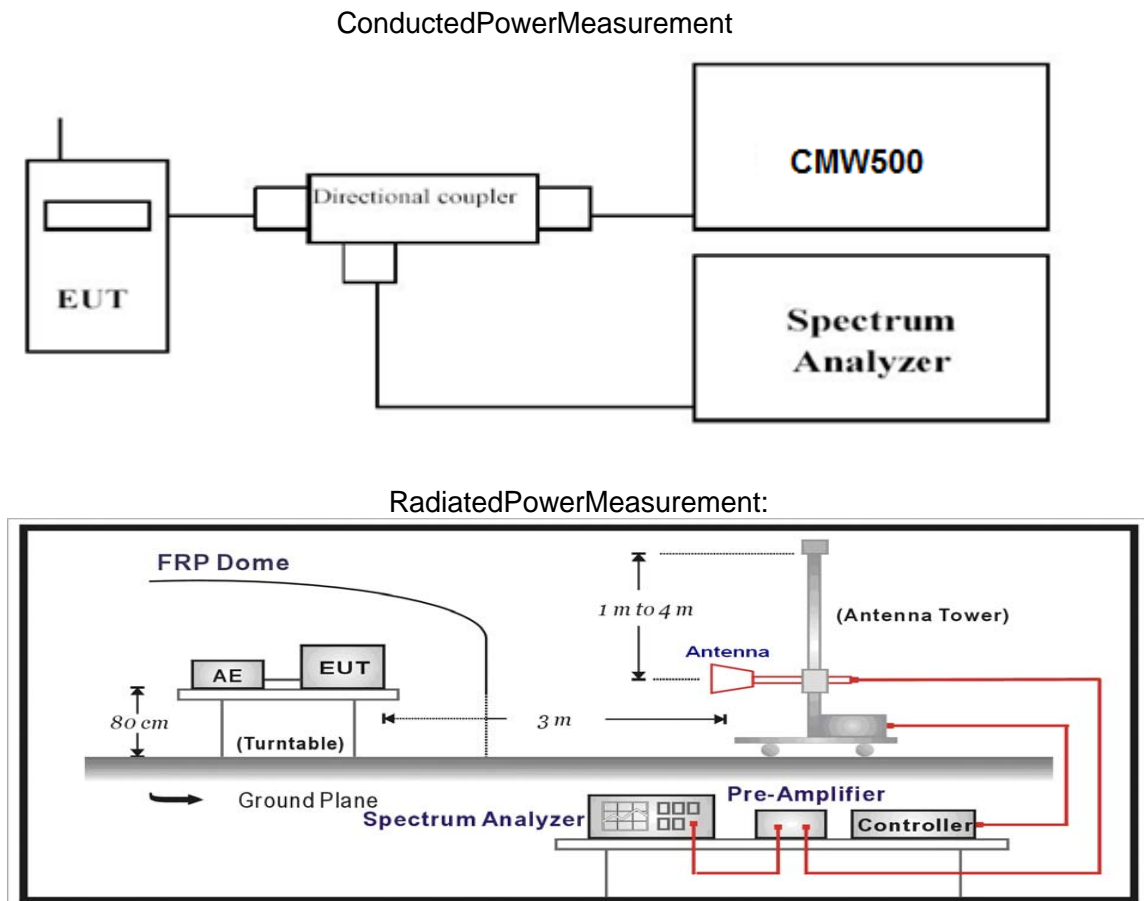 ConductedPowerMeasurement
CMW500
Directional coupler
EUT
Spectrum
Analyzer
RadiatedPowerMeasurement:
FRP Dome
1 m to 4 m
(Antenna Tower)
Antenna
AE
EUT
80 cm
3 m
(Turntable)
Ground Plane
Pre-Amplifier
Spectrum Analyzer
Controller